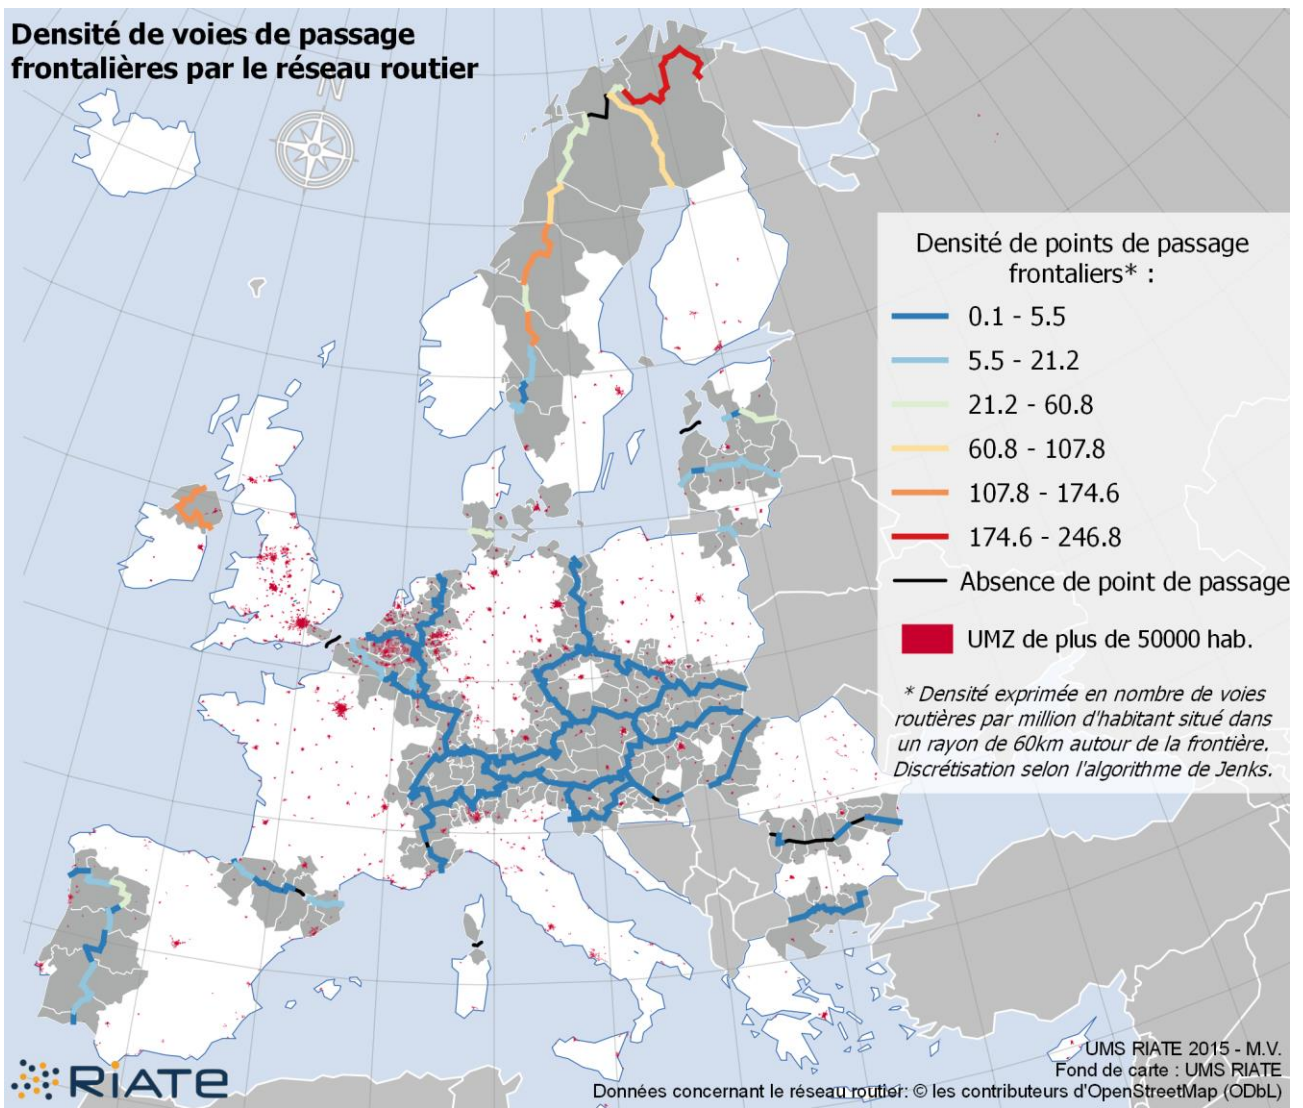 Densité de voies de passage
frontalières par le réseau routier
N
Densité de points de passage
frontaliers* :
0.1 - 5.5
5.5 - 21.2
21.2 - 60.8
60.8 - 107.8
107.8 - 174.6
174.6 - 246.8
Absence de point de passage
UMZ de plus de 50000 hab.
* Densité exprimée en nombre de voies
routières par million d'habitant situé dans
un rayon de 60km autour de la frontière.
Discrétisation selon l'algorithme de Jenks.
RIATE
UMS RIATE 2015 - M.V.
Fond de carte : UMS RIATE
Données concernant le réseau routier: © les contributeurs d'OpenStreetMap (ODbL)